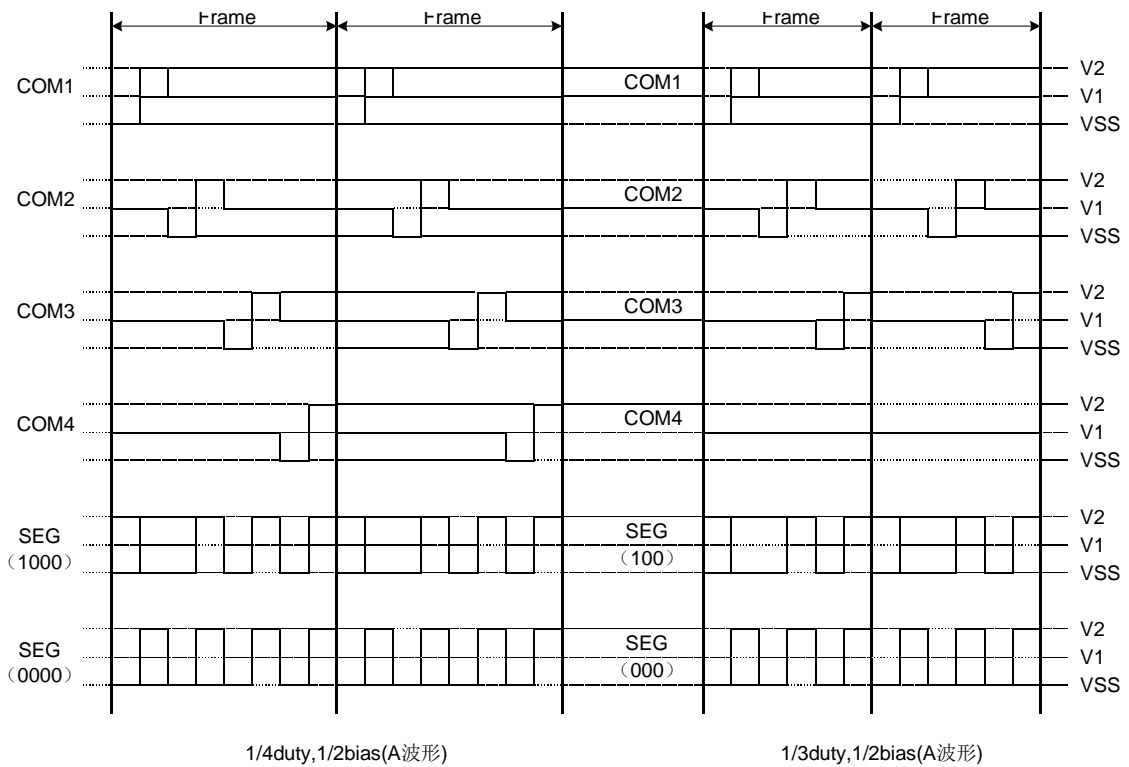 Frame Frame Frame Frame
COM1 COM1 V2
V1
VSS
COM2 COM2 V2
V1
VSS
COM3 COM3 V2
V1
VSS
COM4 COM4 V2
V1
VSS
SEG SEG V2
（1000） （100） V1
VSS
SEG SEG V2
（0000） （000） V1
VSS
1/4duty,1/2bias(A波形) 1/3duty,1/2bias(A波形)